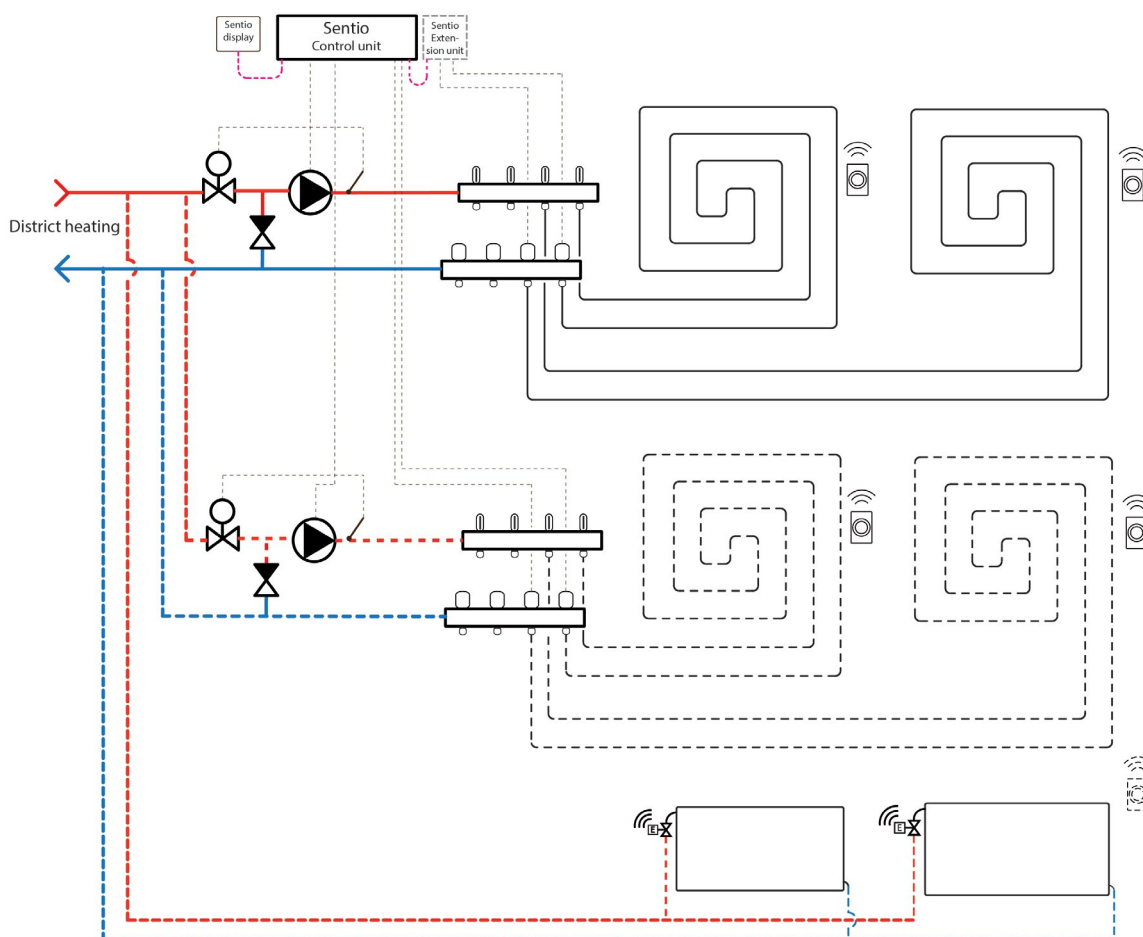 Sentio
display
Sentio
Control unit
Sentio
Exten-
sion unit
District heating
E
E